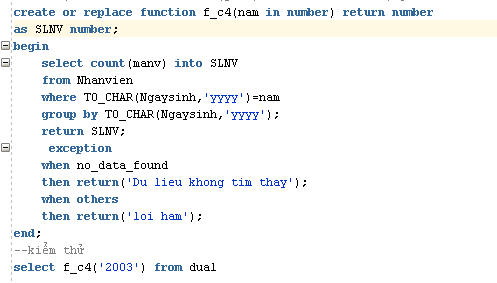 create or replace function f_c4(nam in number) return number
as SLNV number;
begin
select count(manv) into SLNV
from Nhanvien
where TO_CHAR(Ngaysinh,'yyyy')=nam
group by TO_CHAR(Ngaysinh,'yyyy');
return SLNV;
exception
when no_data_found
then return('Du lieu khong tim thay');
when others
then return('loi ham');
end;
--kiểm thử
select f_c4('2003') from dual